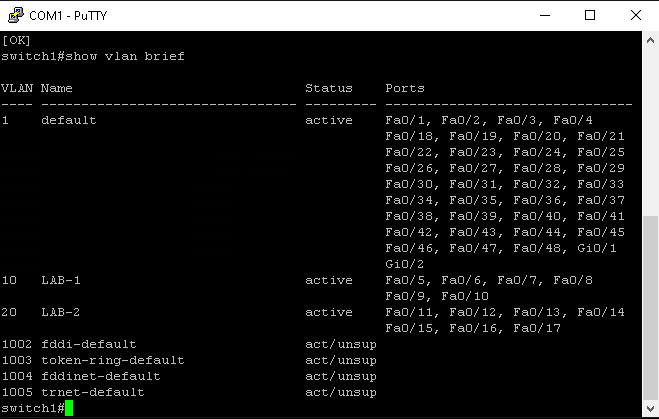 COM1 - PuTTY
[OK]
switch1#show vlan brief
VLAN Name                             Status    Ports
---- -------------------------------- --------- -------------------------------
1    default                          active    Fa0/1, Fa0/2, Fa0/3, Fa0/4
                                                Fa0/18, Fa0/19, Fa0/20, Fa0/21
                                                Fa0/22, Fa0/23, Fa0/24, Fa0/25
                                                Fa0/26, Fa0/27, Fa0/28, Fa0/29
                                                Fa0/30, Fa0/31, Fa0/32, Fa0/33
                                                Fa0/34, Fa0/35, Fa0/36, Fa0/37
                                                Fa0/38, Fa0/39, Fa0/40, Fa0/41
                                                Fa0/42, Fa0/43, Fa0/44, Fa0/45
                                                Fa0/46, Fa0/47, Fa0/48, Gi0/1
                                                Gi0/2
10   LAB-1                            active    Fa0/5, Fa0/6, Fa0/7, Fa0/8
                                                Fa0/9, Fa0/10
20   LAB-2                            active    Fa0/11, Fa0/12, Fa0/13, Fa0/14
                                                Fa0/15, Fa0/16, Fa0/17
1002 fddi-default                     act/unsup
1003 token-ring-default               act/unsup
1004 fddinet-default                  act/unsup
1005 trnet-default                    act/unsup
switch1#